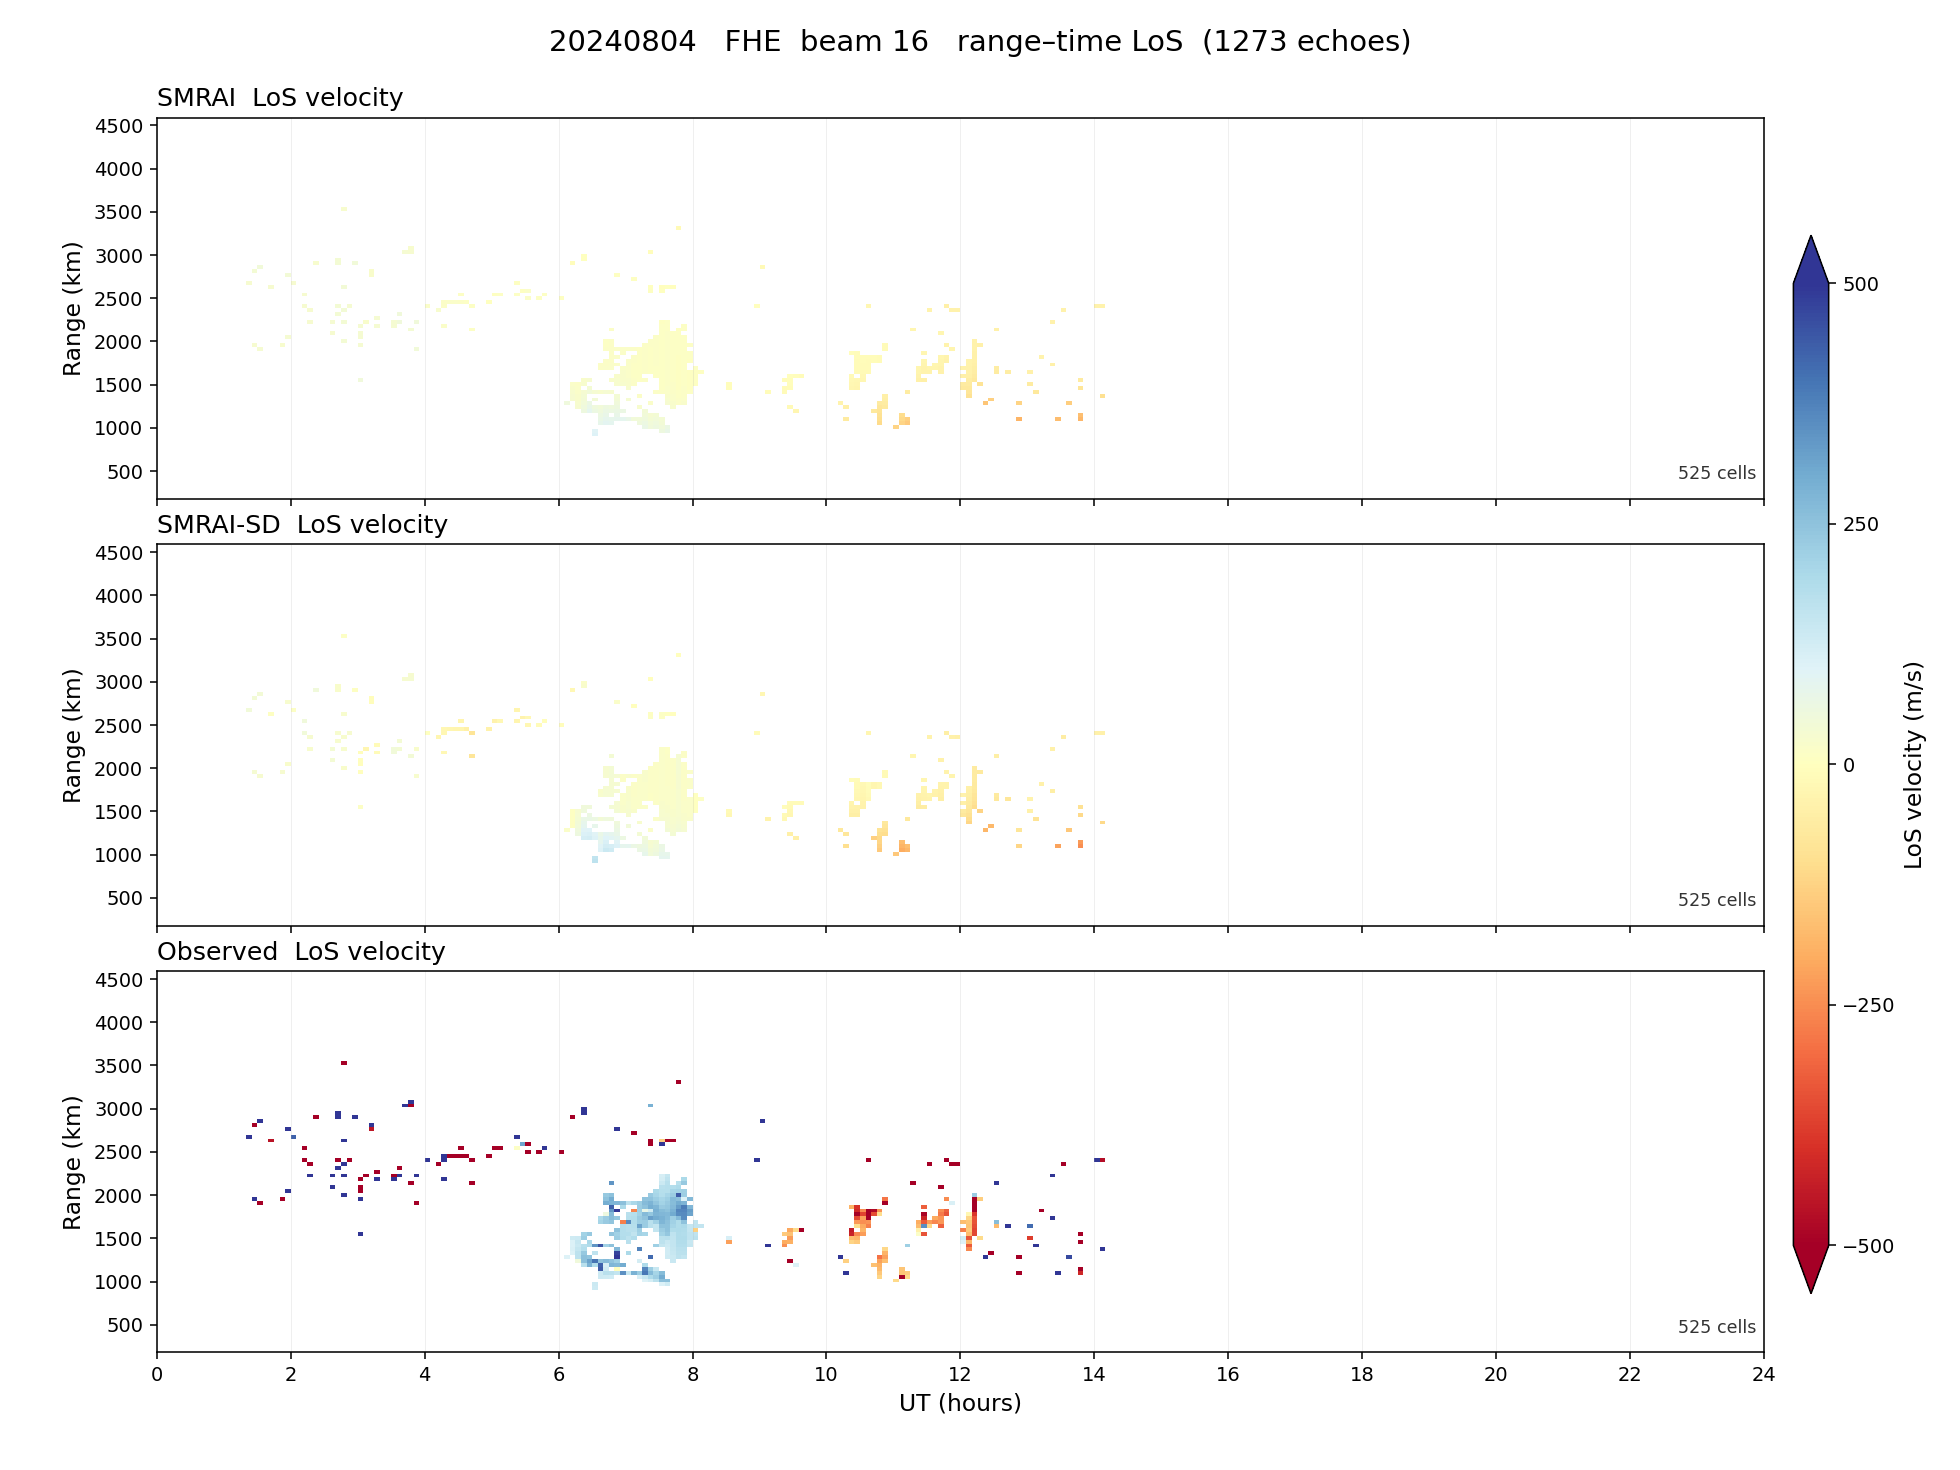 20240804   FHE  beam 16   range–time LoS  (1273 echoes)
SMRAI  LoS velocity
4500
4000
3500
3000
2500
2000
1500
1000
500
Range (km)
525 cells
SMRAI-SD  LoS velocity
4500
4000
3500
3000
2500
2000
1500
1000
500
Range (km)
525 cells
Observed  LoS velocity
4500
4000
3500
3000
2500
2000
1500
1000
500
Range (km)
525 cells
0 2 4 6 8 10 12 14 16 18 20 22 24
UT (hours)
500
250
0
−250
−500
LoS velocity (m/s)